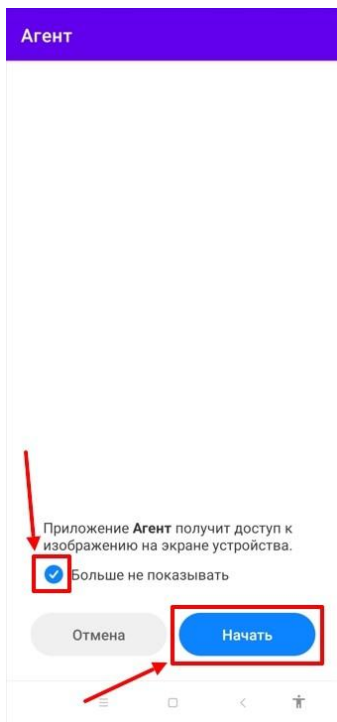 Агент
Приложение Агент получит доступ к
изображению на экране устройства.
Больше не показывать
Отмена
Начать